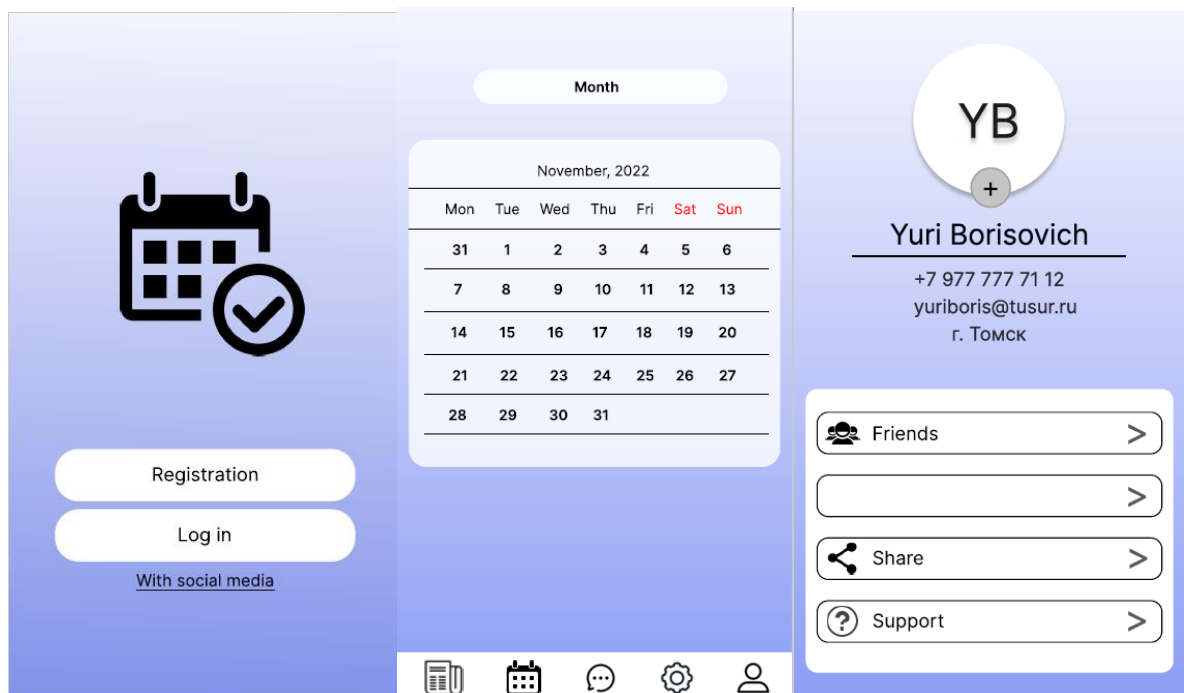 Registration
Log in
With social media
Month
November, 2022
Mon Tue Wed Thu Fri Sat Sun
31 1 2 3 4 5 6
7 8 9 10 11 12 13
14 15 16 17 18 19 20
21 22 23 24 25 26 27
28 29 30 31
YB
+
Yuri Borisovich
+7 977 777 71 12
yuriboris@tusur.ru
г. Томск
Friends >
>
Share >
? Support >